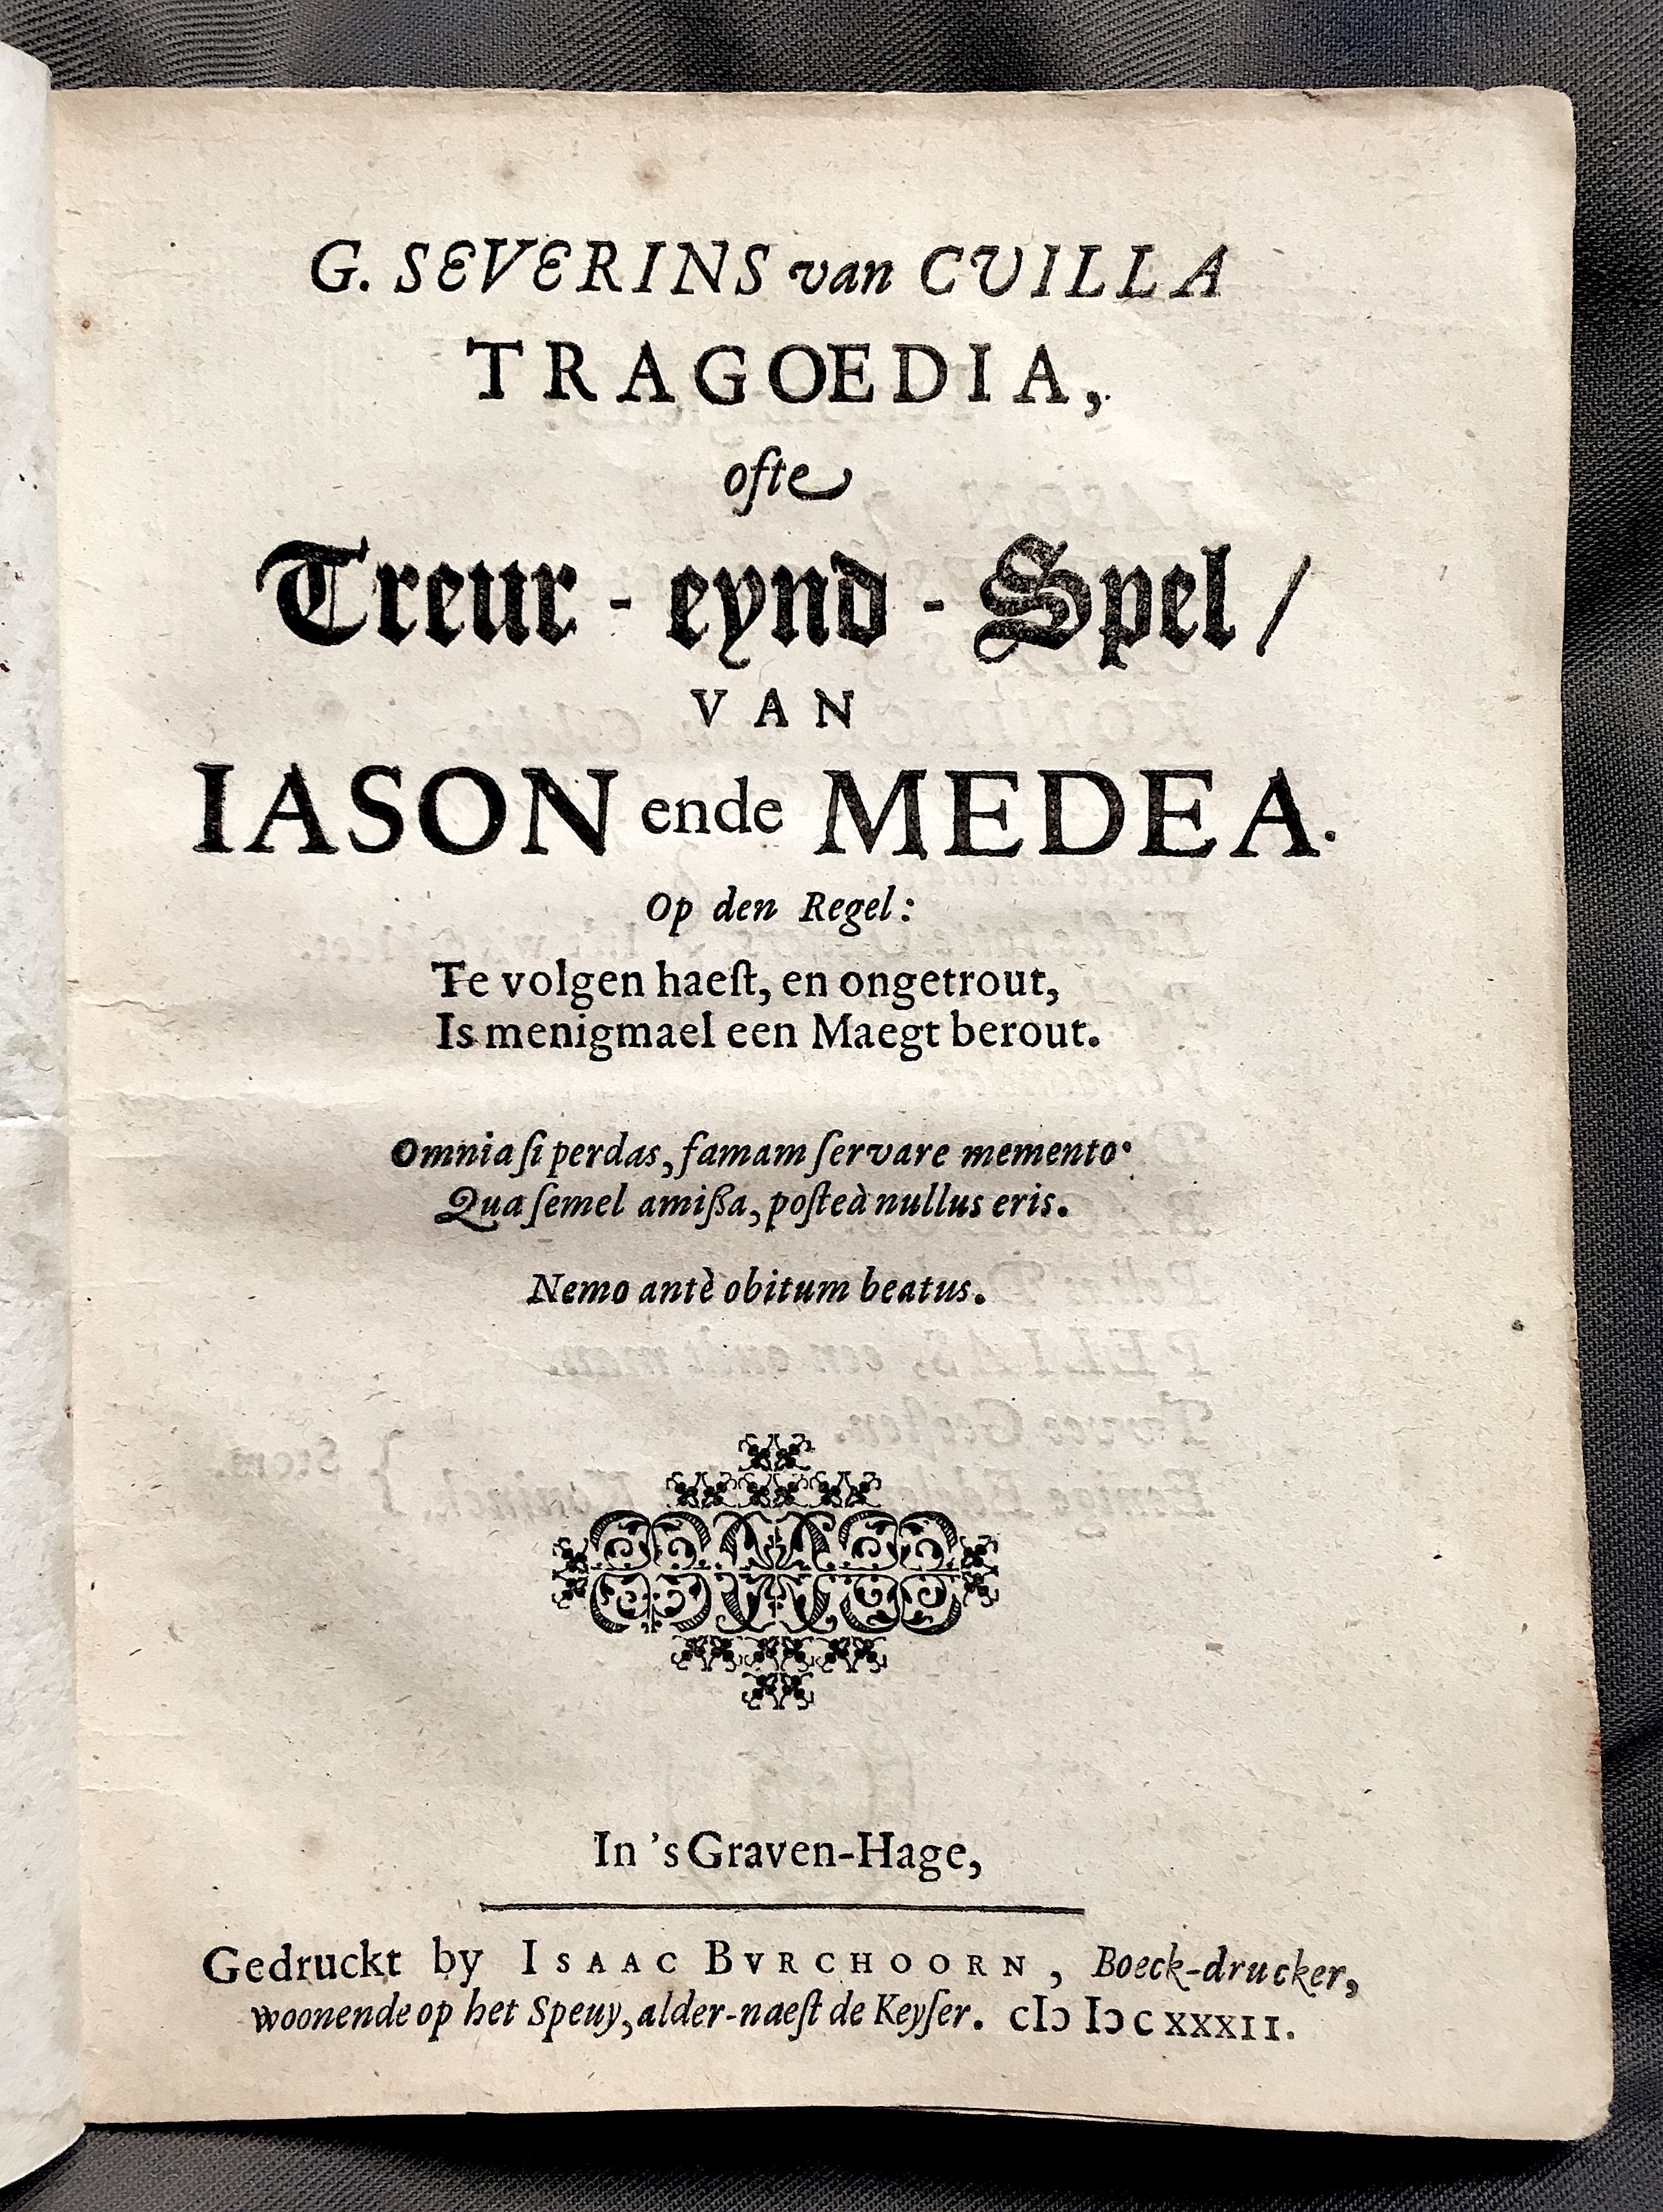 G. SEVERINS van CUILLA
TRAGOEDIA,
ofte
Treur-eynd-Spel/
VAN
IASON ende MEDEA.
Op den Regel:
Te volgen haeſt, en ongetrout,
Is menigmael een Maegt berout.
Omnia ſi perdas, famam ſervare memento·
Qua ſemel amißa, poſteà nullus eris.
Nemo antè obitum beatus.
In 'sGraven-Hage,
Gedruckt by ISAAC BVRCHOORN, Boeck-drucker,
woonende op het Speuy, alder-naeſt de Keyſer. cIↄ Iↄ c XXXII.